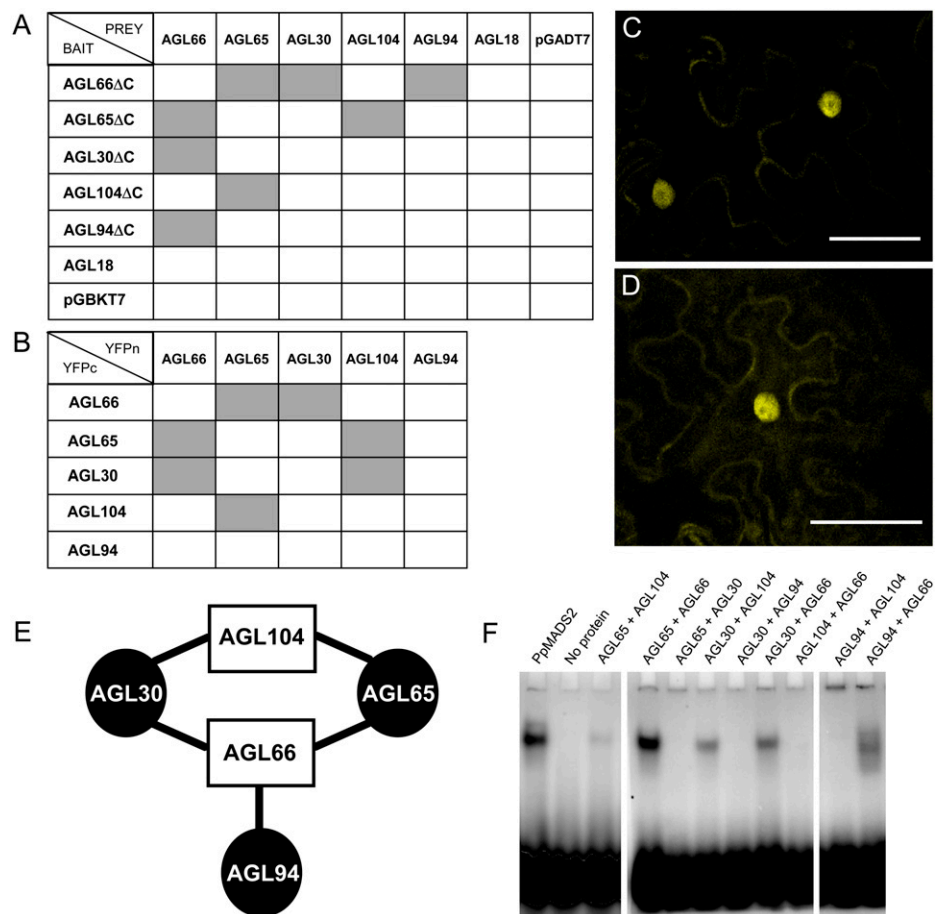 A
PREY
BAIT
AGL66 AGL65 AGL30 AGL104 AGL94 AGL18 pGADT7
AGL66ΔC
AGL65ΔC
AGL30ΔC
AGL104ΔC
AGL94ΔC
AGL18
pGBKT7
B
YFPn
YFPc
AGL66 AGL65 AGL30 AGL104 AGL94
AGL66
AGL65
AGL30
AGL104
AGL94
C
D
E
AGL104
AGL30
AGL65
AGL66
AGL94
F
PpMADS2
No protein
AGL65 + AGL104
AGL65 + AGL66
AGL65 + AGL30
AGL30 + AGL104
AGL30 + AGL94
AGL30 + AGL66
AGL104 + AGL66
AGL94 + AGL104
AGL94 + AGL66